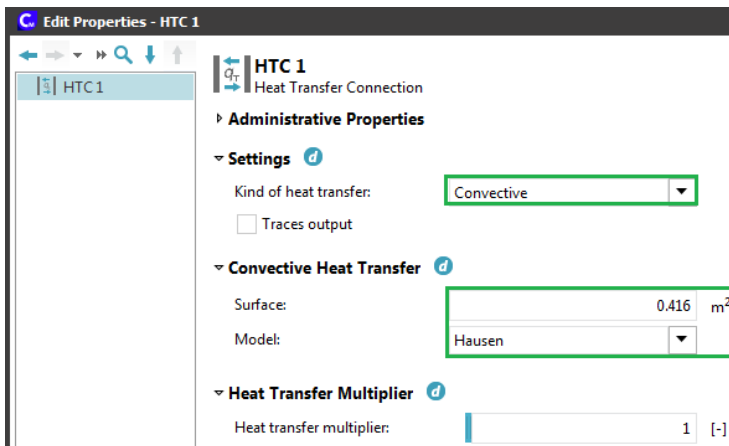 Edit Properties - HTC 1
HTC 1
HTC 1
Heat Transfer Connection
Administrative Properties
Settings d
Kind of heat transfer: Convective
Traces output
Convective Heat Transfer d
Surface: 0.416 m²
Model: Hausen
Heat Transfer Multiplier d
Heat transfer multiplier: 1 [-]